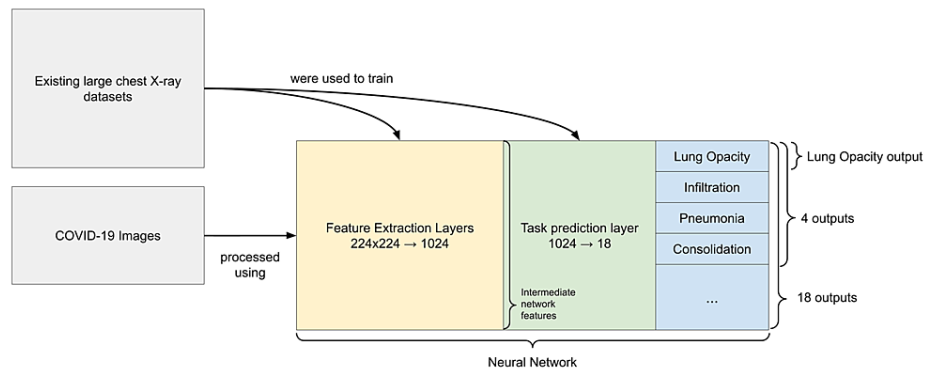 Existing large chest X-ray
datasets
were used to train
COVID-19 Images
processed
using
Feature Extraction Layers
224x224 → 1024
Intermediate
network
features
Task prediction layer
1024 → 18
Lung Opacity
Infiltration
Pneumonia
Consolidation
...
Lung Opacity output
4 outputs
18 outputs
Neural Network